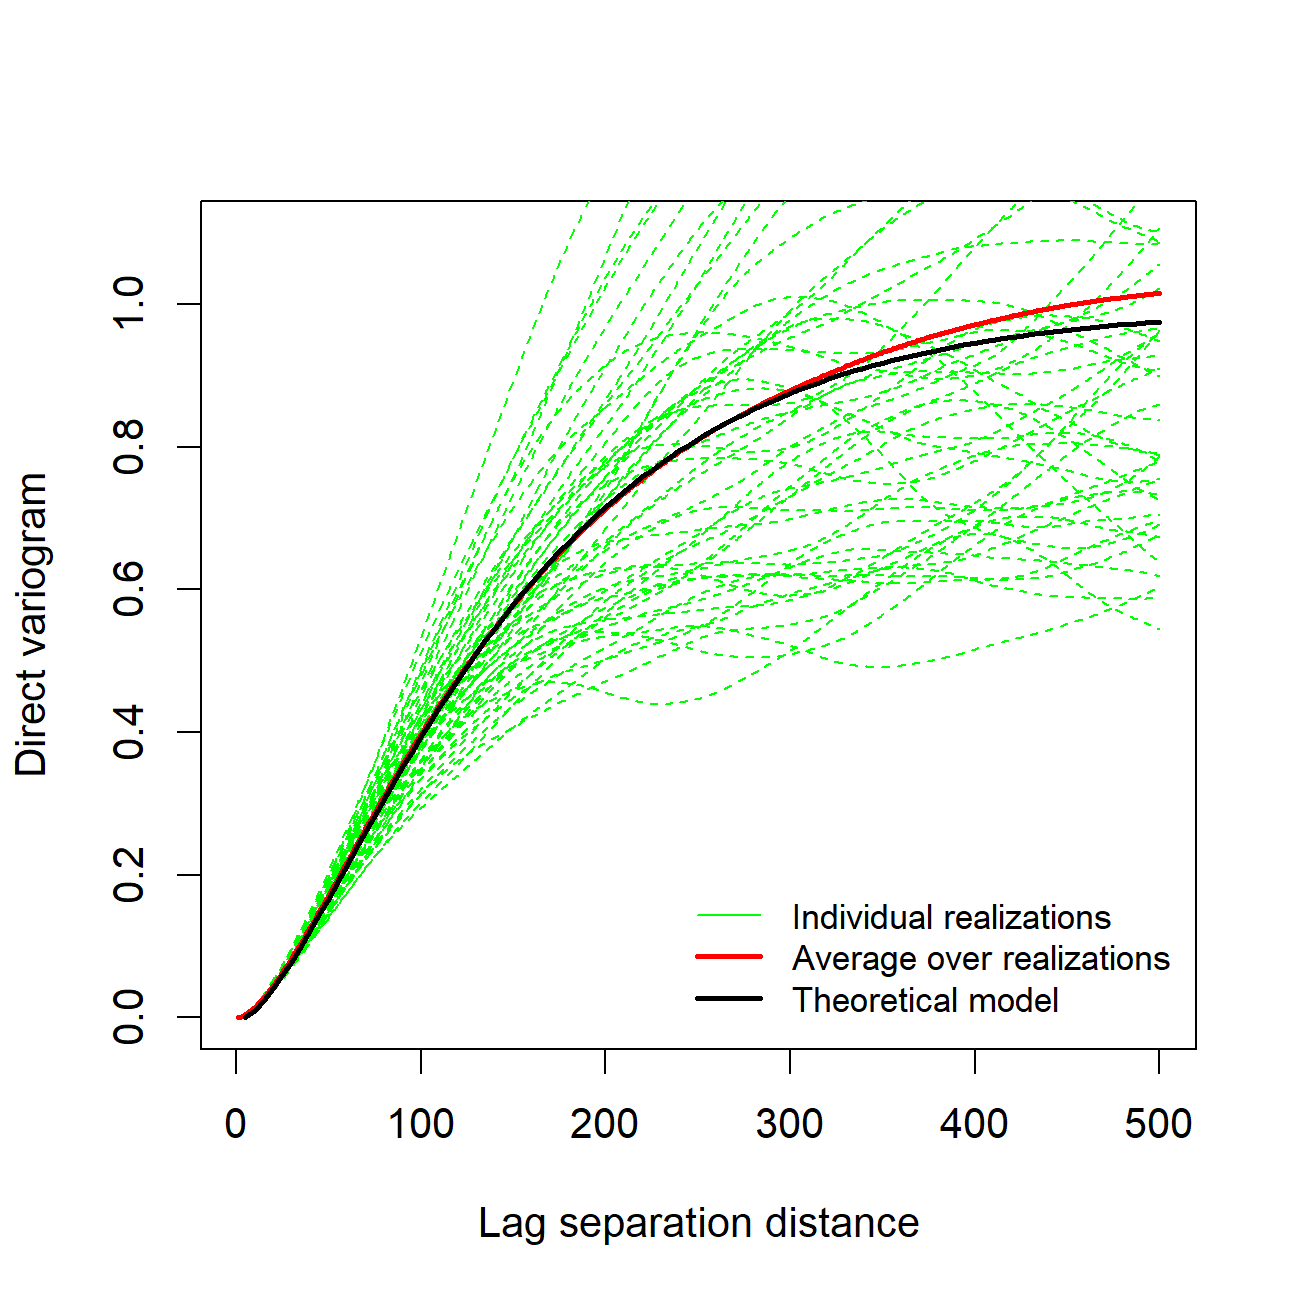 Direct variogram
1.0
0.8
0.6
0.4
0.2
0.0
Individual realizations
Average over realizations
Theoretical model
0 100 200 300 400 500
Lag separation distance